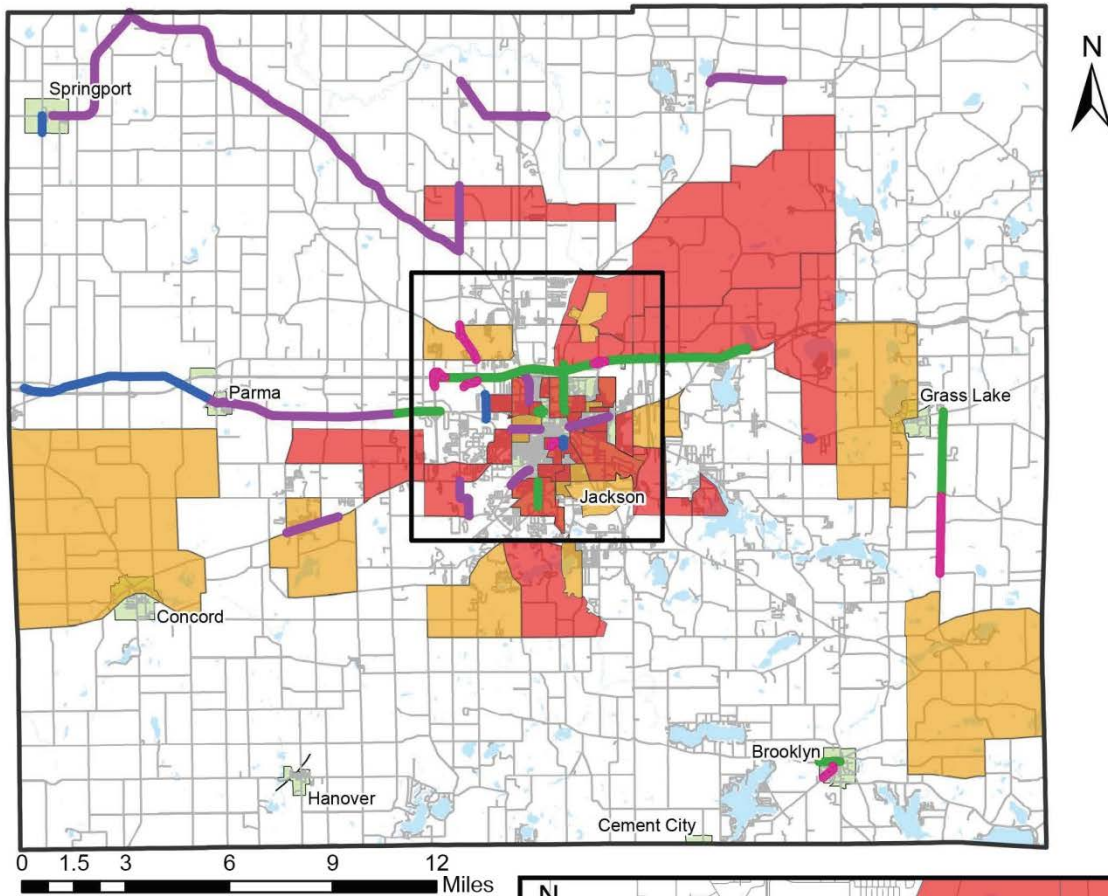 N
Springport
Parma
Grass Lake
Jackson
Concord
Brooklyn
Hanover
Cement City
0 1.5 3 6 9 12
Miles
N